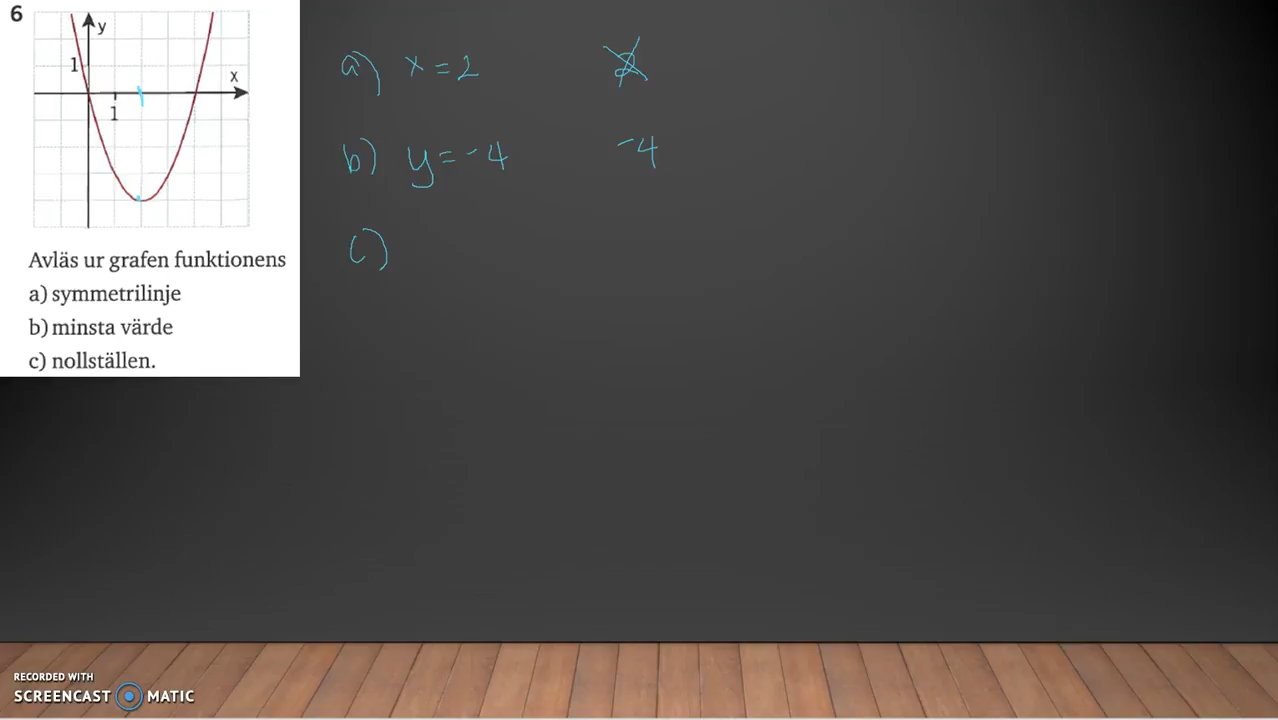 6
y
1
x
1
Avläs ur grafen funktionens
a) symmetrilinje
b) minsta värde
c) nollställen.
a) x = 2
b) y = -4 -4
c)
RECORDED WITH
SCREENCAST MATIC